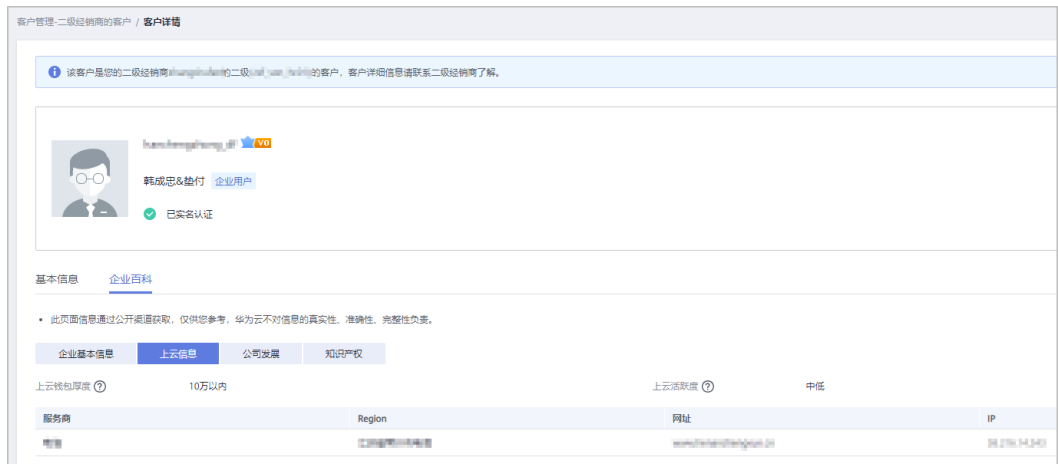 客户管理-二级经销商的客户 / 客户详情
该客户是您的二级经销商的二级的客户，客户详细信息请联系二级经销商了解。
V0
韩成忠&垫付 企业用户
已实名认证
基本信息 企业百科
• 此页面信息通过公开渠道获取，仅供您参考，华为云不对信息的真实性、准确性、完整性负责。
企业基本信息 上云信息 公司发展 知识产权
上云钱包厚度 ? 10万以内 上云活跃度 ? 中低
服务商 Region 网址 IP